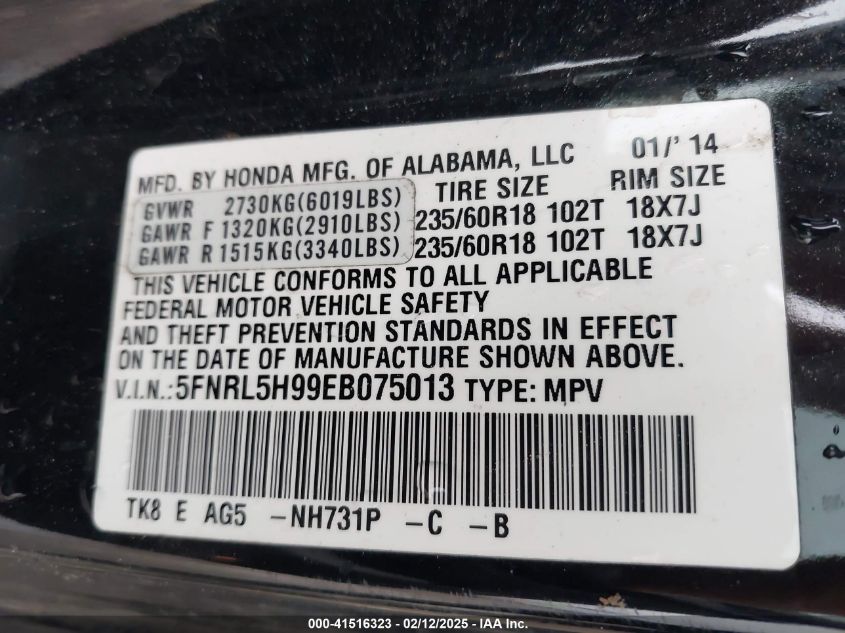 MFD. BY HONDA MFG. OF ALABAMA, LLC 01/' 14
GVWR 2730KG(6019LBS) TIRE SIZE RIM SIZE
GAWR F 1320KG(2910LBS) 235/60R18 102T 18X7J
GAWR R 1515KG(3340LBS) 235/60R18 102T 18X7J
THIS VEHICLE CONFORMS TO ALL APPLICABLE
FEDERAL MOTOR VEHICLE SAFETY
AND THEFT PREVENTION STANDARDS IN EFFECT
ON THE DATE OF MANUFACTURE SHOWN ABOVE.
V.I.N.:5FNRL5H99EB075013 TYPE: MPV
TK8 E AG5 -NH731P -C -B
000-41516323 - 02/12/2025 - IAAI Inc.